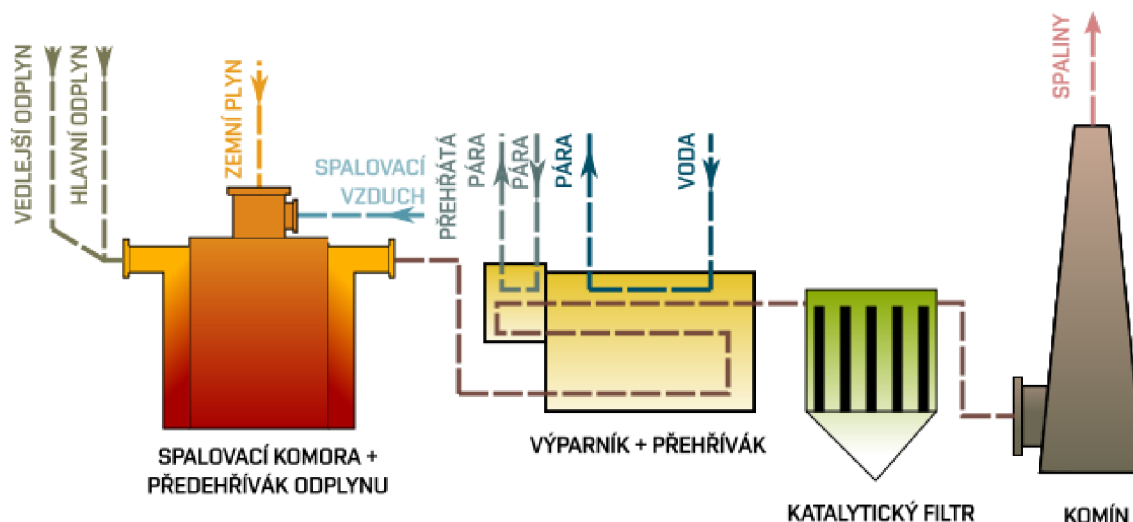 VEDLEJŠÍ ODPLYN
HLAVNÍ ODPLYN
ZEMNÍ PLYN
SPALOVACÍ
VZDUCH
PŘEHŘÁTÁ
PÁRA
PÁRA
PÁRA
VODA
SPALINY
SPALOVACÍ KOMORA +
PŘEDEHŘÍVÁK ODPLYNU
VÝPARNÍK + PŘEHŘÍVÁK
KATALYTICKÝ FILTR
KOMÍN